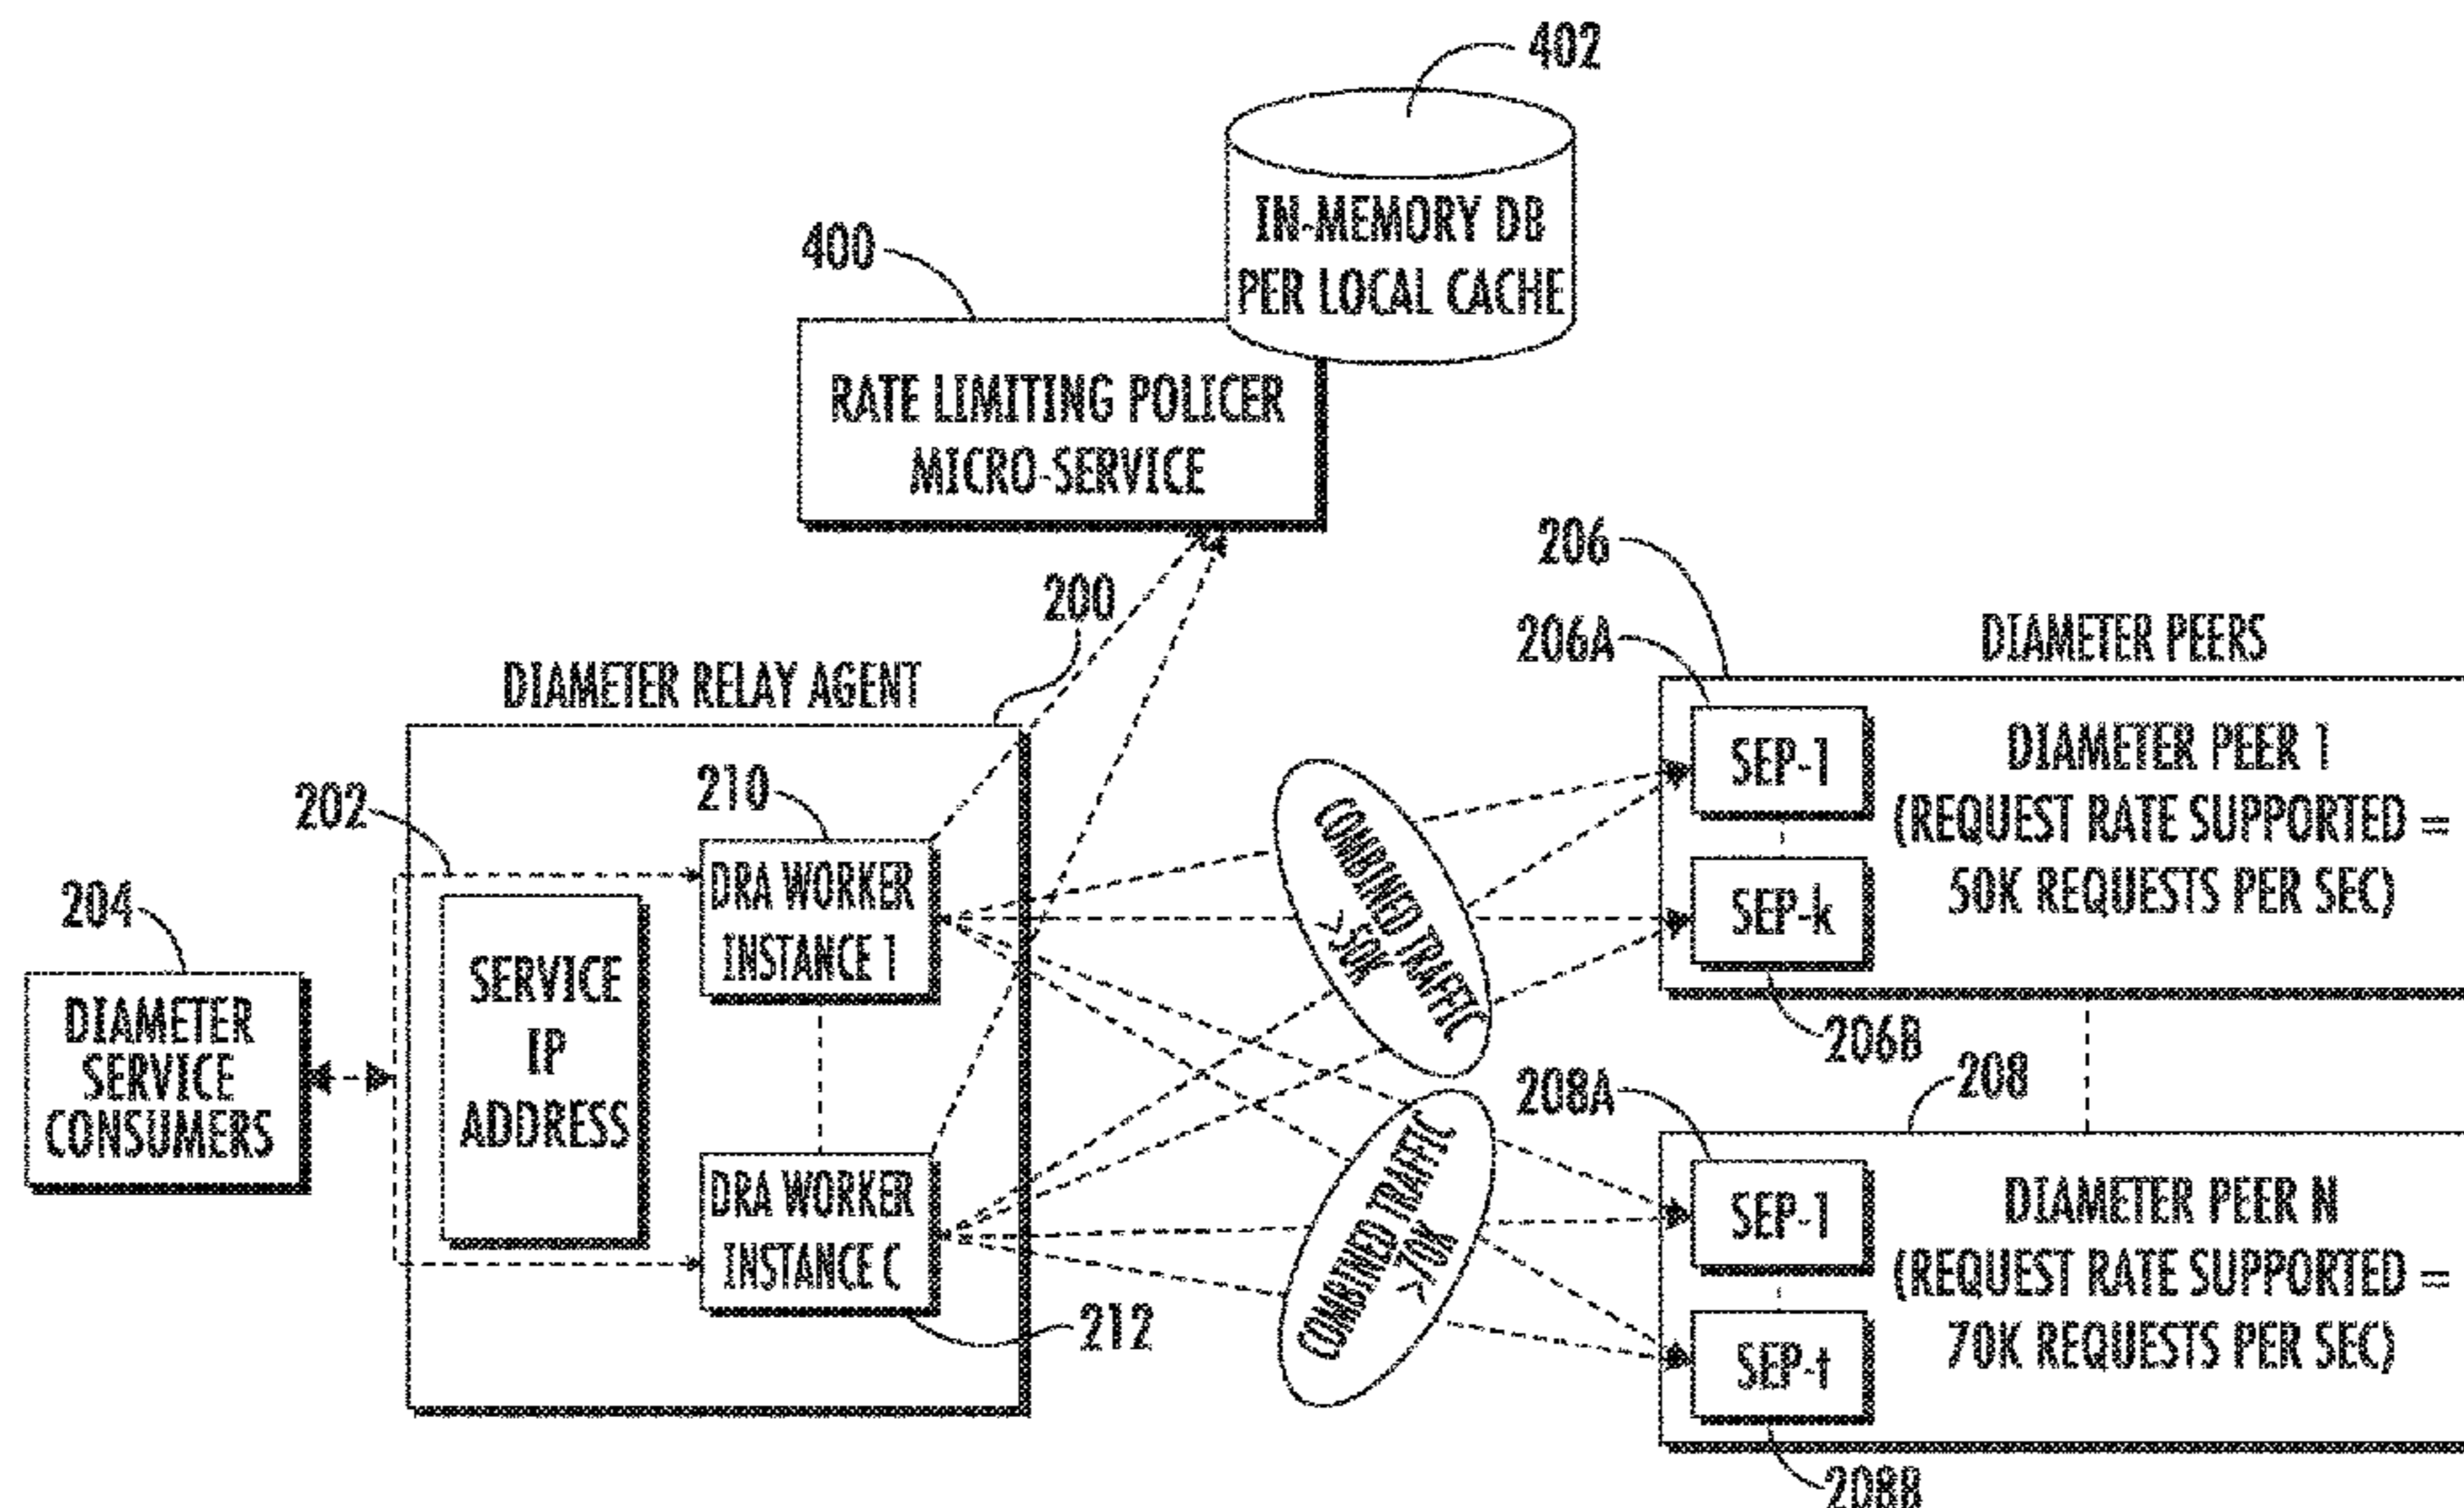 402
IN-MEMORY DB
PER LOCAL CACHE
400
RATE LIMITING POLICER
MICRO-SERVICE
200
DIAMETER RELAY AGENT
202
210
DRA WORKER
INSTANCE 1
SERVICE
IP
ADDRESS
204
DIAMETER
SERVICE
CONSUMERS
DRA WORKER
INSTANCE C
212
COMBINED TRAFFIC
>50K
COMBINED TRAFFIC
>70K
206
206A
DIAMETER PEERS
SEP-1
DIAMETER PEER 1
(REQUEST RATE SUPPORTED =
50K REQUESTS PER SEC)
SEP-k
206B
208A
208
SEP-1
DIAMETER PEER N
(REQUEST RATE SUPPORTED =
70K REQUESTS PER SEC)
SEP-t
208B